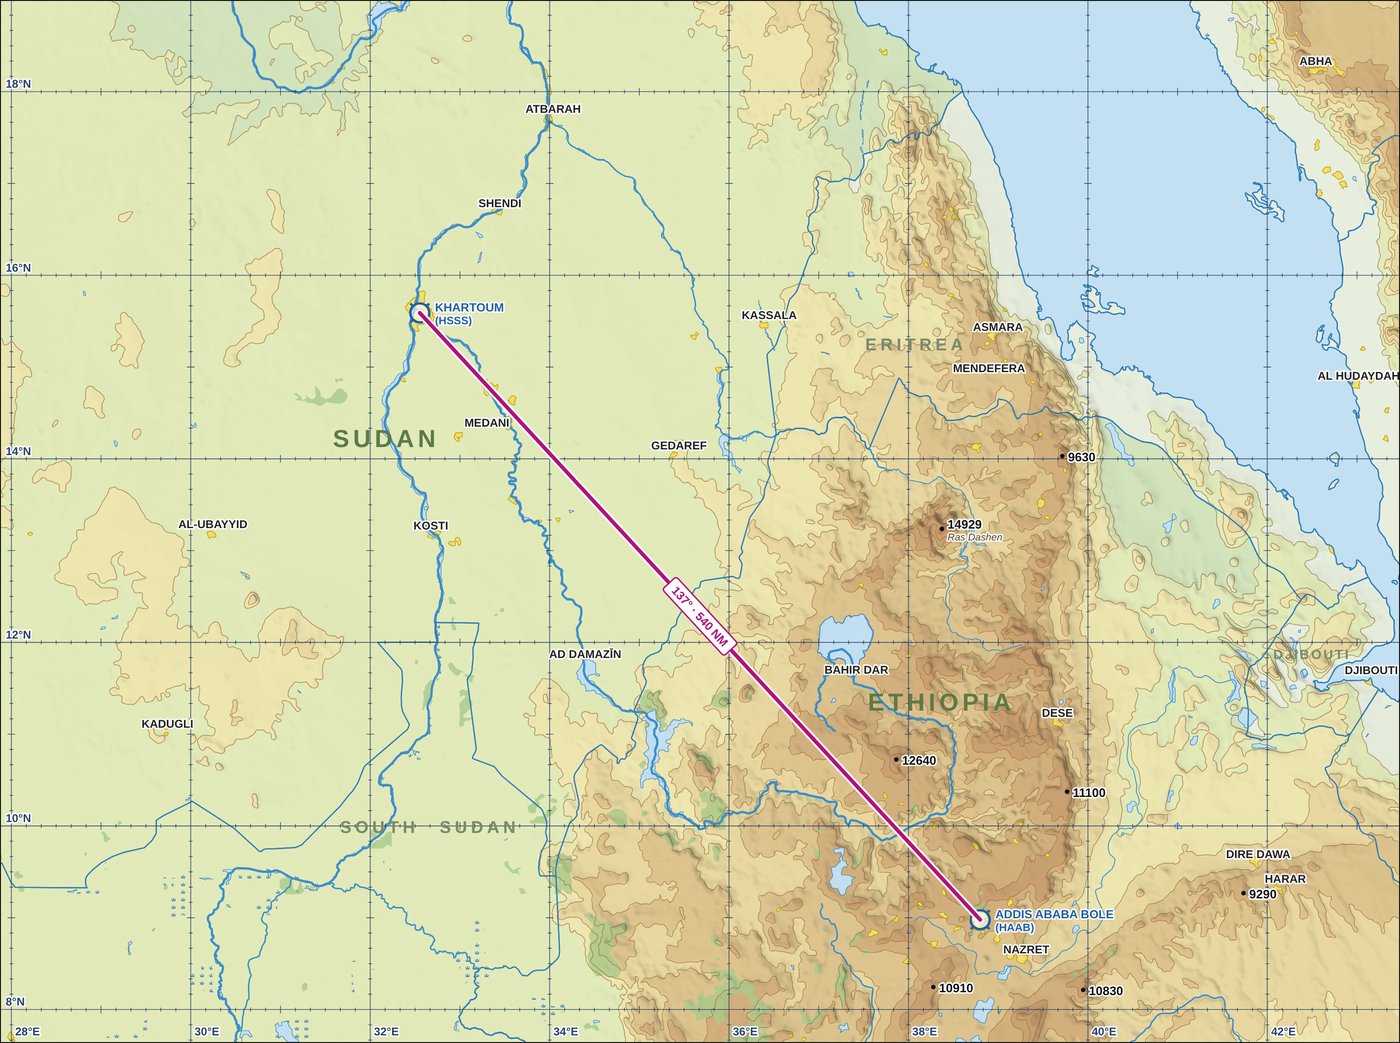 ABHA
18°N
ATBARAH
SHENDI
16°N
KHARTOUM
(HSSS)
KASSALA
ASMARA
ERITREA
MENDEFERA
AL HUDAYDAH
MEDANI
SUDAN
GEDAREF
14°N
9630
AL-UBAYYID
KOSTI
14929
Ras Dashen
137° · 540 NM
12°N
AD DAMAZĪN
DJIBOUTI
BAHIR DAR
DJIBOUTI
ETHIOPIA
DESE
KADUGLI
12640
11100
10°N
SOUTH SUDAN
DIRE DAWA
HARAR
9290
ADDIS ABABA BOLE
(HAAB)
NAZRET
10910
10830
8°N
28°E
30°E
32°E
34°E
36°E
38°E
40°E
42°E